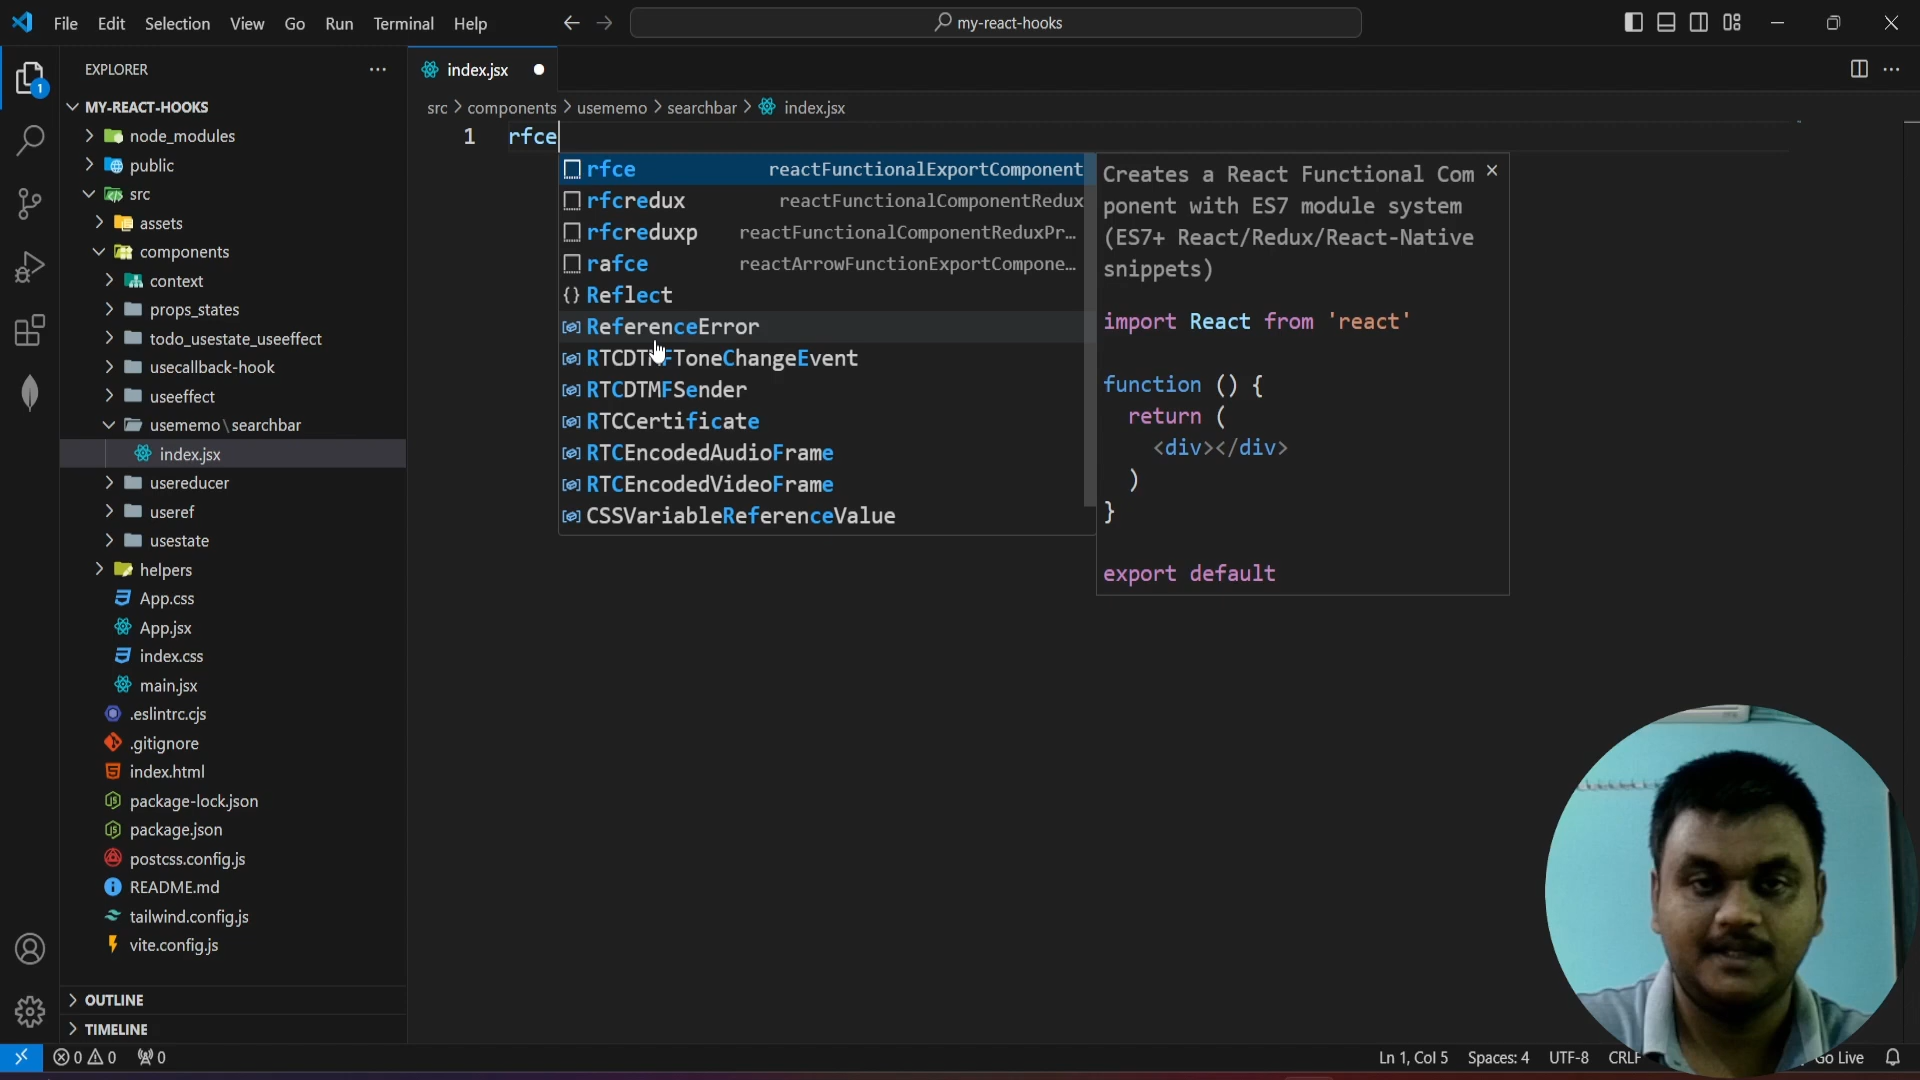 File Edit Selection View Go Run Terminal Help
my-react-hooks
EXPLORER
index.jsx
MY-REACT-HOOKS
src > components > usememo > searchbar > index.jsx
node_modules
public
src
assets
components
context
props_states
todo_usestate_useeffect
usecallback-hook
useeffect
usememo\searchbar
index.jsx
usereducer
useref
usestate
helpers
App.css
App.jsx
index.css
main.jsx
.eslintrc.cjs
.gitignore
index.html
package-lock.json
package.json
postcss.config.js
README.md
tailwind.config.js
vite.config.js
OUTLINE
TIMELINE
1
1 rfce
rfce reactFunctionalExportComponent
rfcredux reactFunctionalComponentRedux
rfcreduxp reactFunctionalComponentReduxPr…
rafce reactArrowFunctionExportCompone…
Reflect
ReferenceError
RTCDTMFToneChangeEvent
RTCDTMFSender
RTCCertificate
RTCEncodedAudioFrame
RTCEncodedVideoFrame
CSSVariableReferenceValue
Creates a React Functional Com
ponent with ES7 module system
(ES7+ React/Redux/React-Native
snippets)
import React from 'react'
function () {
return (
<div></div>
)
}
export default
0 0 0
Ln 1, Col 5 Spaces: 4 UTF-8 CRLF Go Live